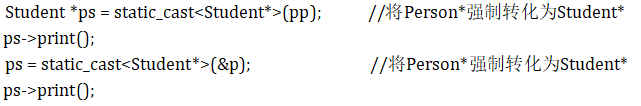 Student *ps = static_cast<Student*>(pp); //将Person*强制转化为Student*
ps->print();
ps = static_cast<Student*>(&p); //将Person*强制转化为Student*
ps->print();